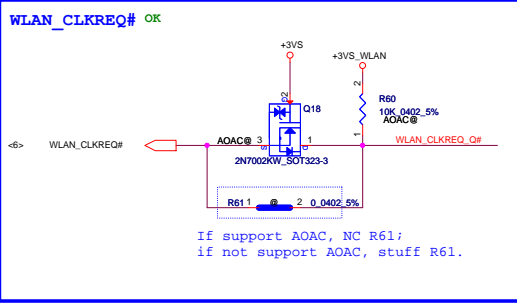 WLAN_CLKREQ# OK
+3VS
+3VS_WLAN
2
2
R60
Q18
10K_0402_5%
AOAC@
1
<6> WLAN_CLKREQ# AOAC@ 3 1 WLAN_CLKREQ_Q#
2N7002KW_SOT323-3
R61 1 @ 2 0_0402_5%
If support AOAC, NC R61;
if not support AOAC, stuff R61.